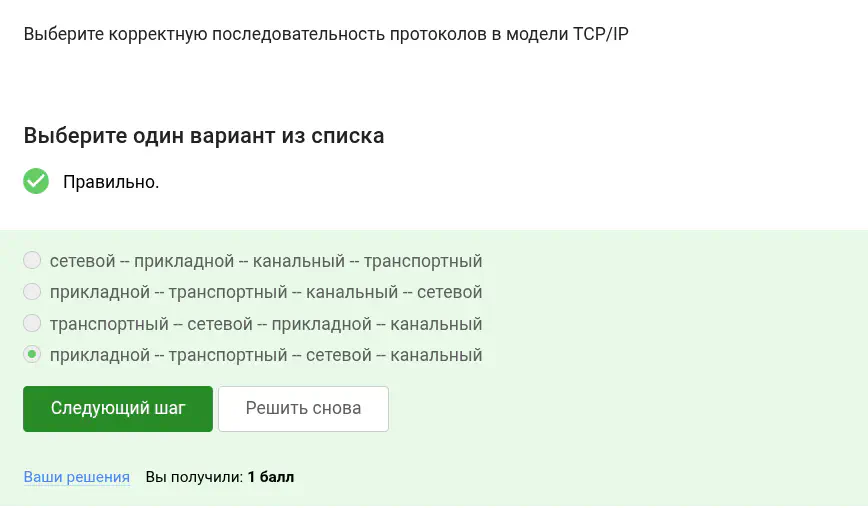 Выберите корректную последовательность протоколов в модели TCP/IP
Выберите один вариант из списка
Правильно.
сетевой -- прикладной -- канальный -- транспортный
прикладной -- транспортный -- канальный -- сетевой
транспортный -- сетевой -- прикладной -- канальный
прикладной -- транспортный -- сетевой -- канальный
Следующий шаг Решить снова
Ваши решения Вы получили: 1 балл